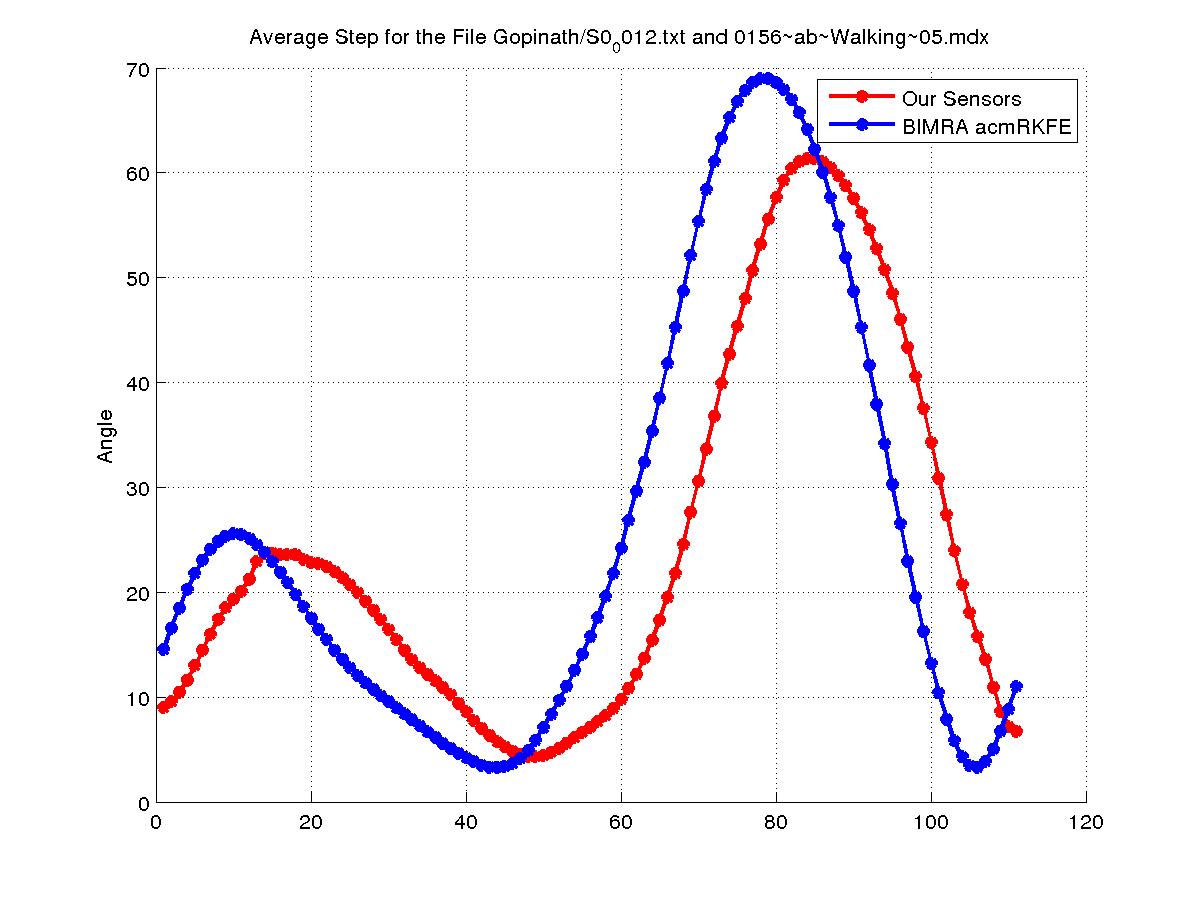 Average Step for the File Gopinath/S0₀012.txt and 0156~ab~Walking~05.mdx
70
Our Sensors
BIMRA acmRKFE
60
50
40
Angle
30
20
10
0
0 20 40 60 80 100 120